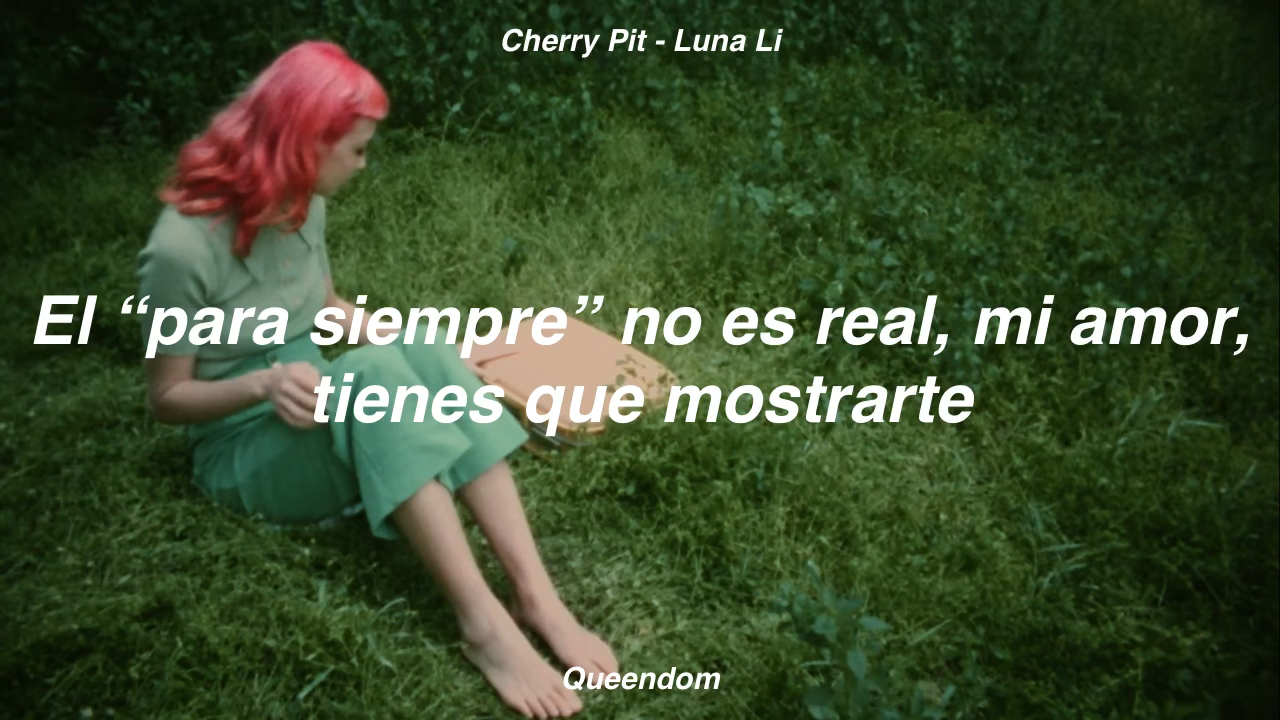 Cherry Pit - Luna Li
El “para siempre” no es real, mi amor,
tienes que mostrarte
Queendom